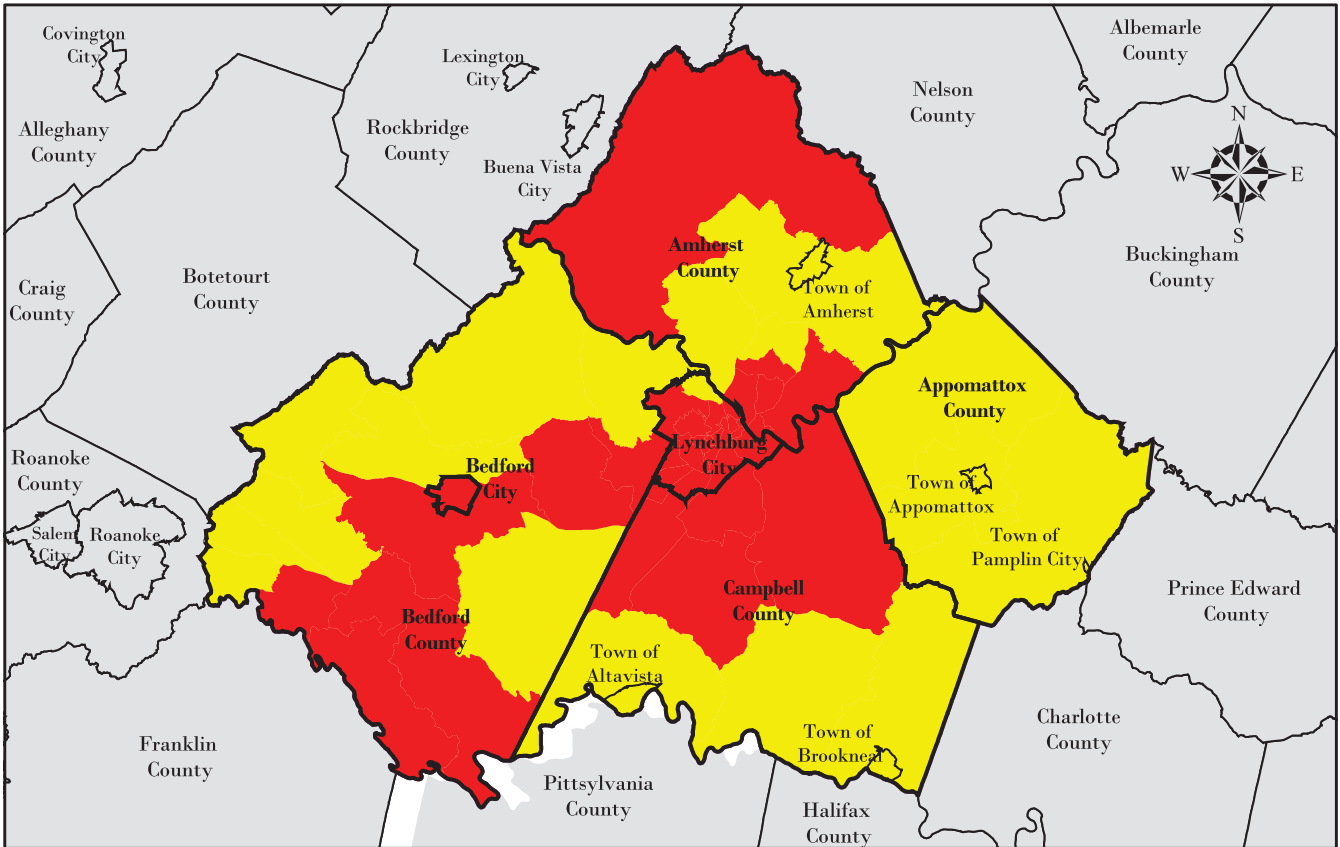 Covington
City
Lexington
City
Albemarle
County
Nelson
County
Alleghany
County
Rockbridge
County
Buena Vista
City
N
W
E
S
Amherst
County
Buckingham
County
Craig
County
Botetourt
County
Town of
Amherst
Appomattox
County
Lynchburg
City
Roanoke
County
Bedford
City
Town of
Appomattox
Salem
City
Roanoke
City
Town of
Pamplin City
Campbell
County
Prince Edward
County
Bedford
County
Town of
Altavista
Charlotte
County
Franklin
County
Town of
Brookneal
Pittsylvania
County
Halifax
County